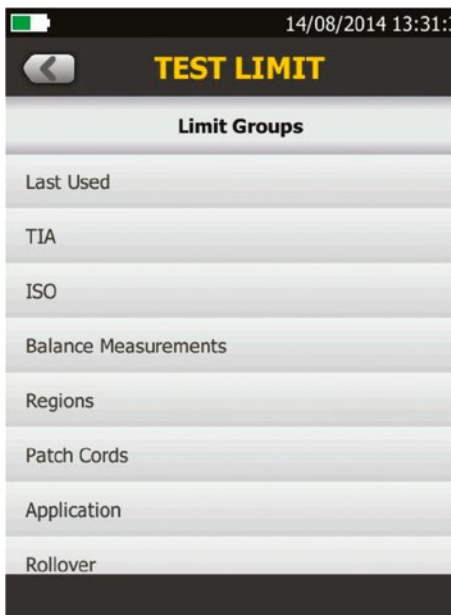 14/08/2014 13:31:
TEST LIMIT
Limit Groups
Last Used
TIA
ISO
Balance Measurements
Regions
Patch Cords
Application
Rollover